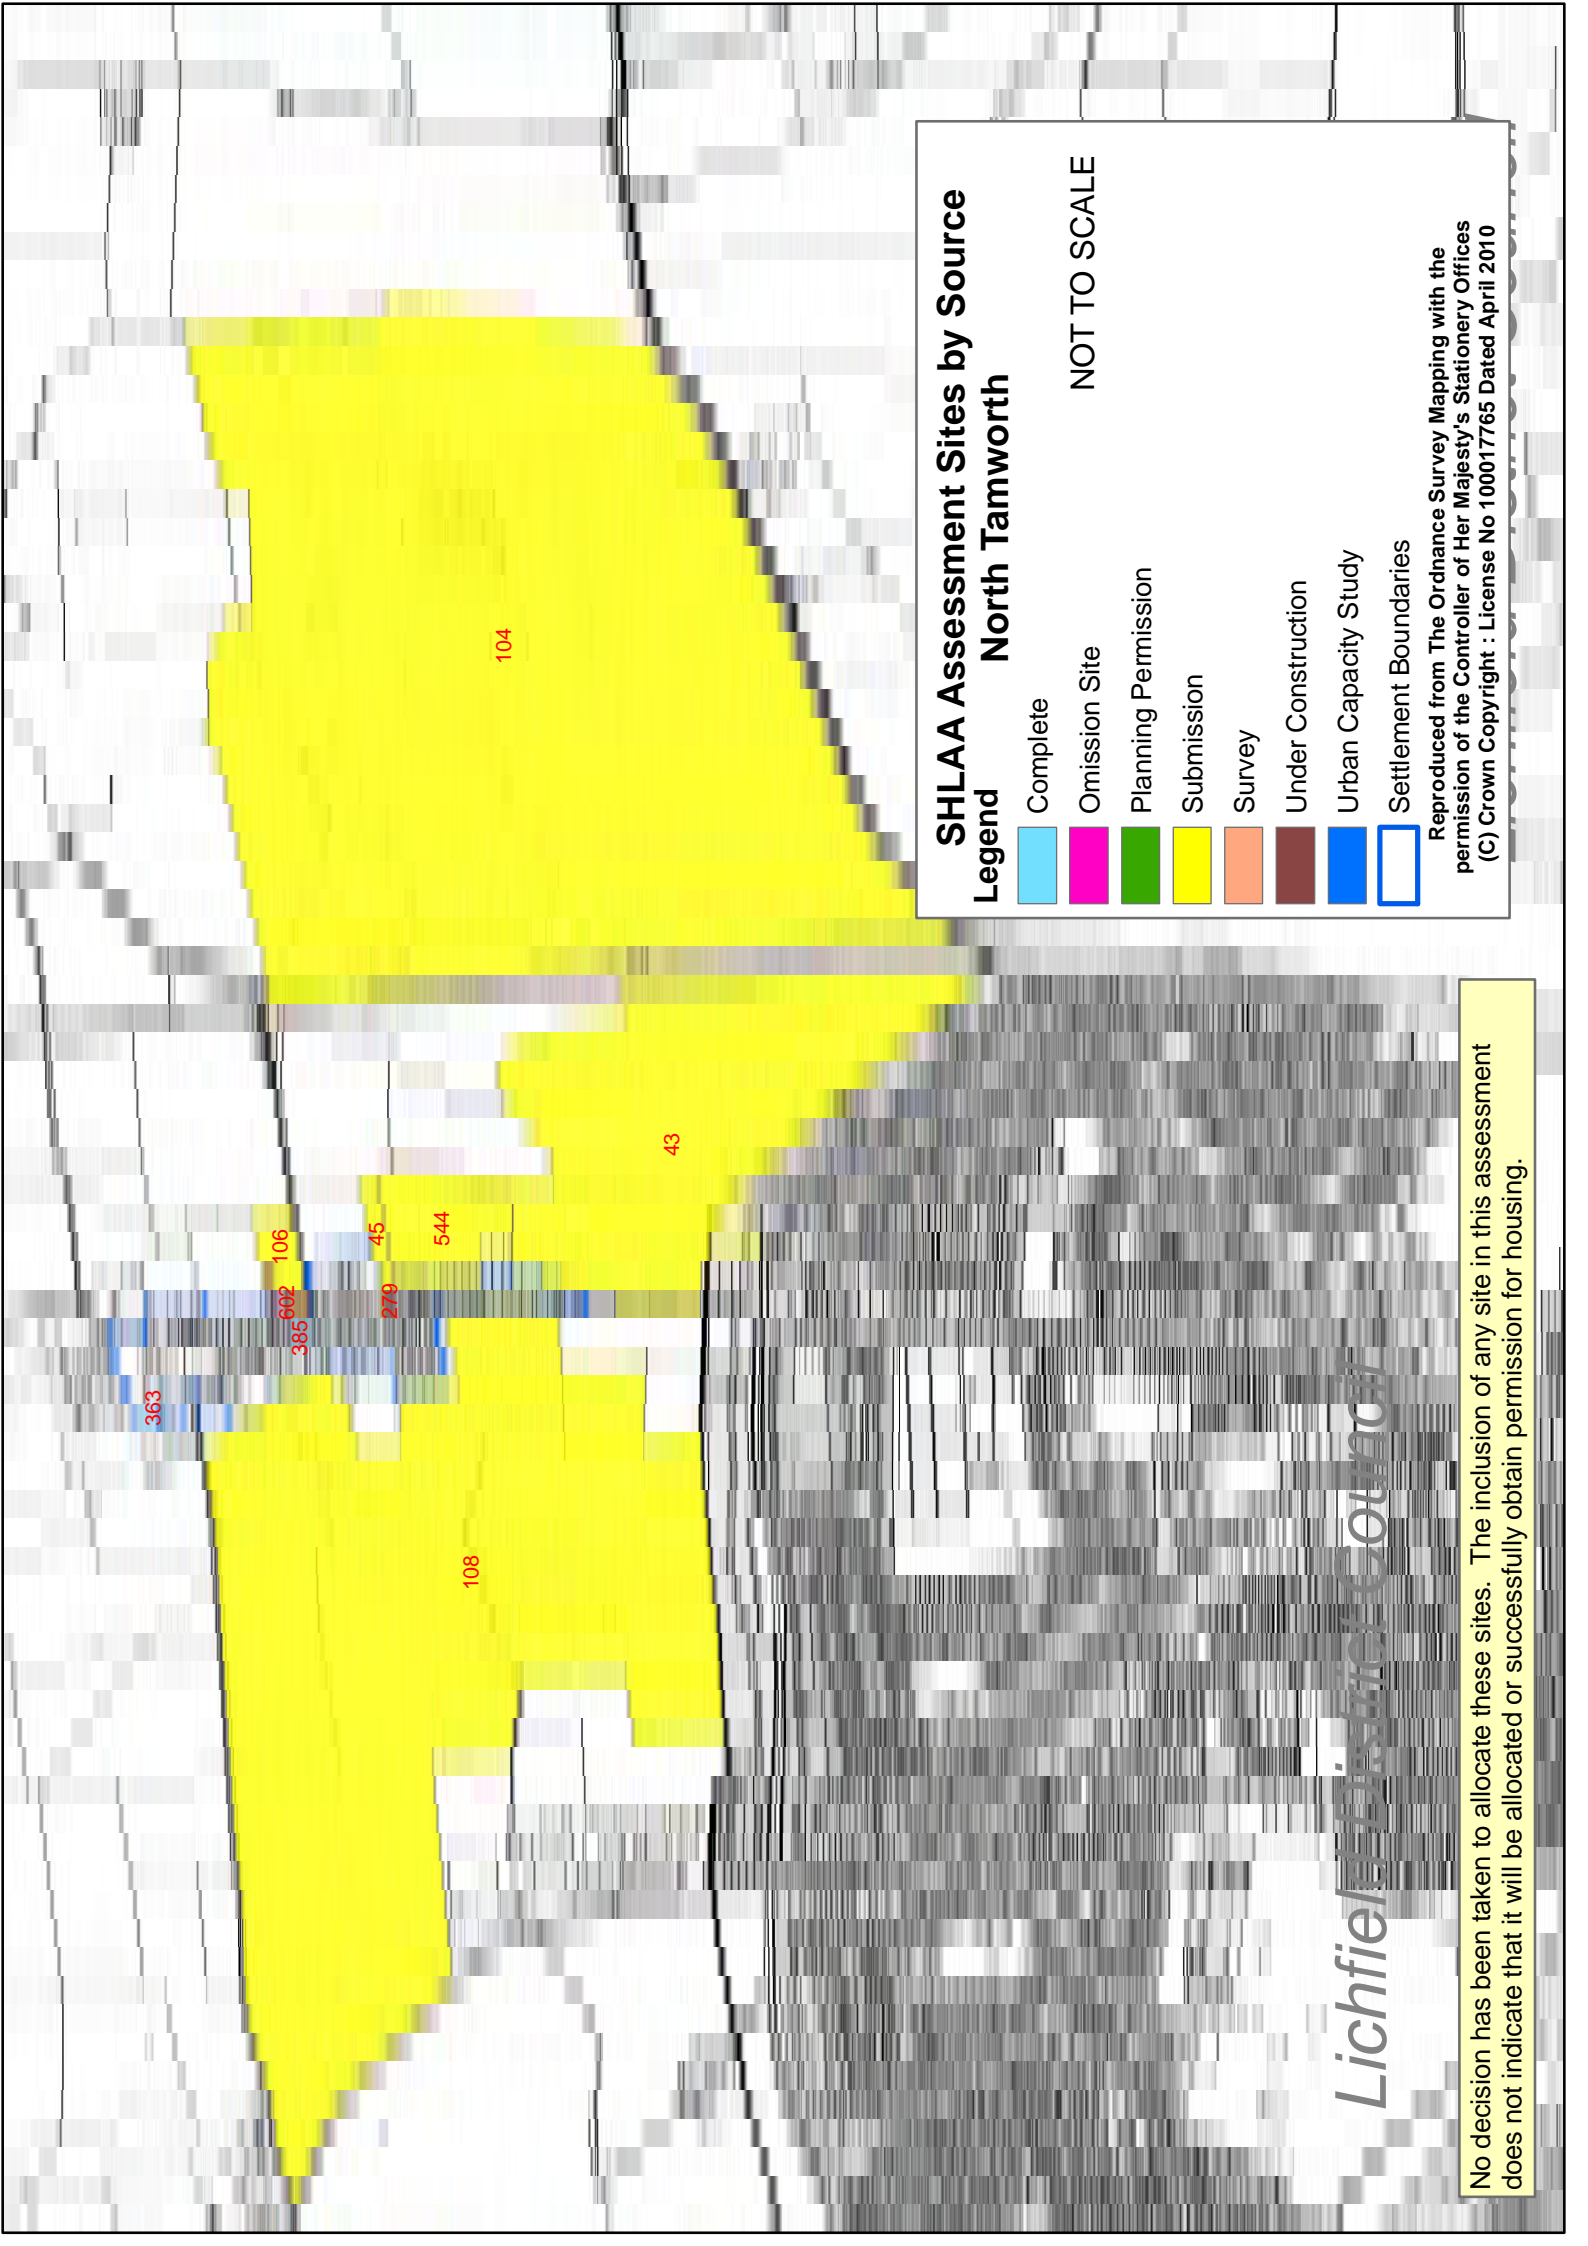 363
602
385
106
45
544
279
108
43
104
SHLAA Assessment Sites by Source
North Tamworth
Legend
NOT TO SCALE
Complete
Omission Site
Planning Permission
Submission
Survey
Under Construction
Urban Capacity Study
Settlement Boundaries
Reproduced from The Ordnance Survey Mapping with the
permission of the Controller of Her Majesty's Stationery Offices
(C) Crown Copyright : License No 100017765 Dated April 2010
Lichfield District Council
No decision has been taken to allocate these sites.  The inclusion of any site in this assessment
does not indicate that it will be allocated or successfully obtain permission for housing.